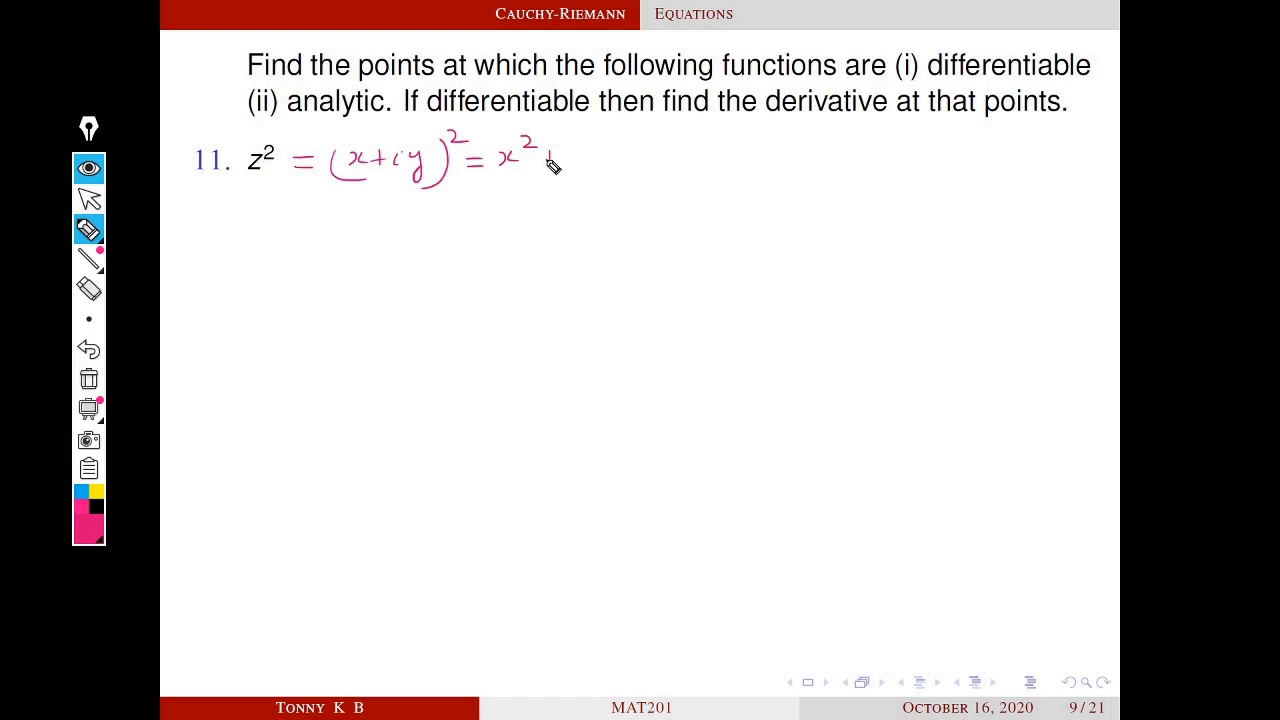 CAUCHY-RIEMANN EQUATIONS
Find the points at which the following functions are (i) differentiable
(ii) analytic. If differentiable then find the derivative at that points.
11. z² = (x+iy)² = x²
TONNY K B MAT201 OCTOBER 16, 2020 9/21